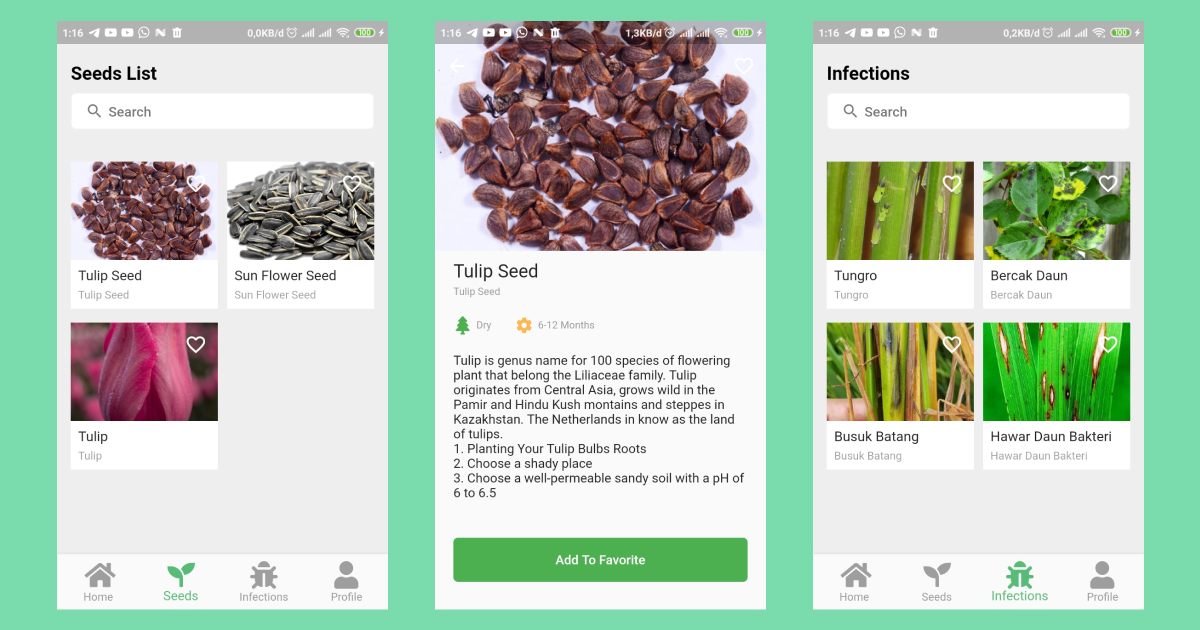 1:16
0,0KB/d
100
Seeds List
Search
Tulip Seed
Tulip Seed
Sun Flower Seed
Sun Flower Seed
Tulip
Tulip
Home
Seeds
Infections
Profile
1:16
1,3KB/d
100
Tulip Seed
Tulip Seed
Dry
6-12 Months
Tulip is genus name for 100 species of flowering
plant that belong the Liliaceae family. Tulip
originates from Central Asia, grows wild in the
Pamir and Hindu Kush montains and steppes in
Kazakhstan. The Netherlands in know as the land
of tulips.
1. Planting Your Tulip Bulbs Roots
2. Choose a shady place
3. Choose a well-permeable sandy soil with a pH of
6 to 6.5
Add To Favorite
1:16
0,2KB/d
100
Infections
Search
Tungro
Tungro
Bercak Daun
Bercak Daun
Busuk Batang
Busuk Batang
Hawar Daun Bakteri
Hawar Daun Bakteri
Home
Seeds
Infections
Profile